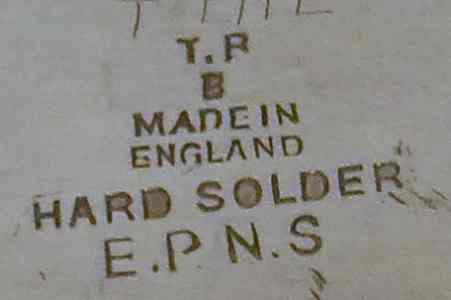 T.P
B
MADE IN
ENGLAND
HARD SOLDER
E.P.N.S